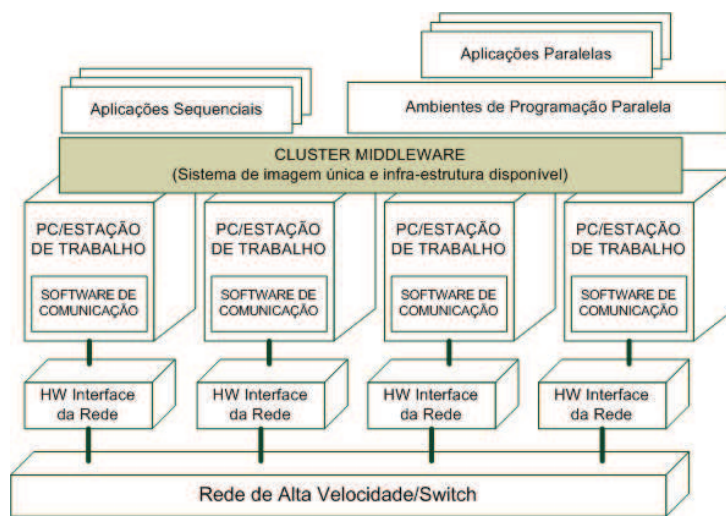 Aplicações Paralelas
Aplicações Sequenciais
Ambientes de Programação Paralela
CLUSTER MIDDLEWARE
(Sistema de imagem única e infra-estrutura disponível)
PC/ESTAÇÃO
DE TRABALHO
SOFTWARE DE
COMUNICAÇÃO
PC/ESTAÇÃO
DE TRABALHO
SOFTWARE DE
COMUNICAÇÃO
PC/ESTAÇÃO
DE TRABALHO
SOFTWARE DE
COMUNICAÇÃO
PC/ESTAÇÃO
DE TRABALHO
SOFTWARE DE
COMUNICAÇÃO
HW Interface
da Rede
HW Interface
da Rede
HW Interface
da Rede
HW Interface
da Rede
Rede de Alta Velocidade/Switch